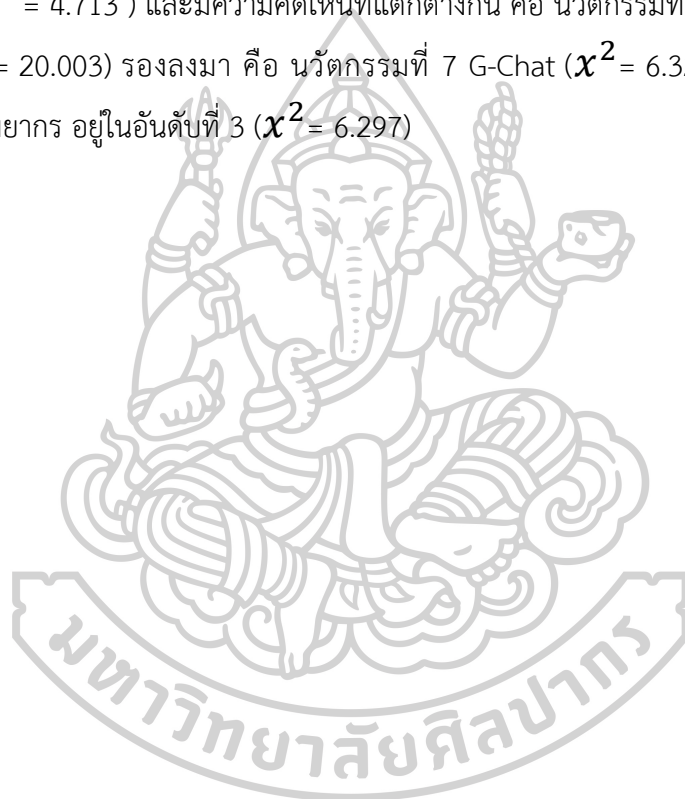 = 4.713 ) และมีความคิดเห็นที่แตกต่างกัน คือ นวัตกรรมที่
= 20.003) รองลงมา คือ นวัตกรรมที่ 7 G-Chat (𝒙² = 6.3
ยากร อยู่ในอันดับที่ 3 (𝒙² = 6.297)
มหาวิทยาลัยศิลปากร